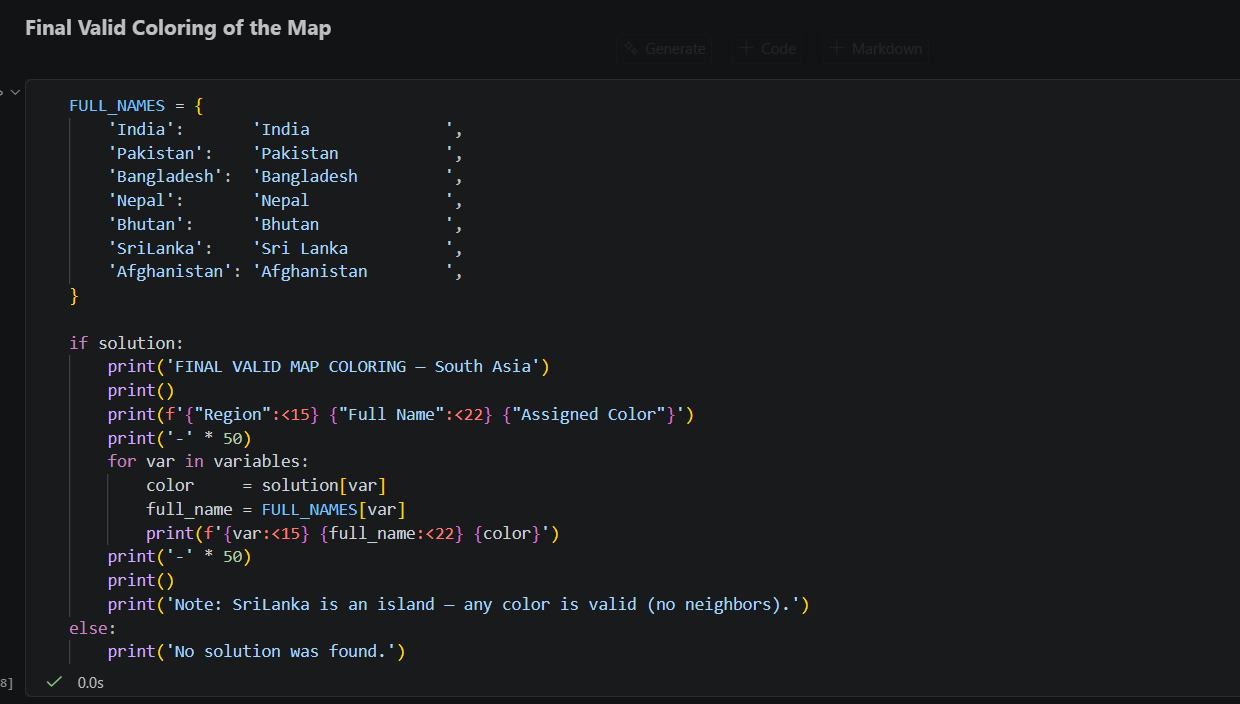 Final Valid Coloring of the Map
Generate + Code + Markdown
FULL_NAMES = {
    'India':       'India              ',
    'Pakistan':    'Pakistan           ',
    'Bangladesh':  'Bangladesh         ',
    'Nepal':       'Nepal              ',
    'Bhutan':      'Bhutan             ',
    'SriLanka':    'Sri Lanka          ',
    'Afghanistan': 'Afghanistan        ',
}
if solution:
    print('FINAL VALID MAP COLORING — South Asia')
    print()
    print(f'{"Region":<15} {"Full Name":<22} {"Assigned Color"}')
    print('-' * 50)
    for var in variables:
        color     = solution[var]
        full_name = FULL_NAMES[var]
        print(f'{var:<15} {full_name:<22} {color}')
    print('-' * 50)
    print()
    print('Note: SriLanka is an island — any color is valid (no neighbors).')
else:
    print('No solution was found.')
8]
0.0s